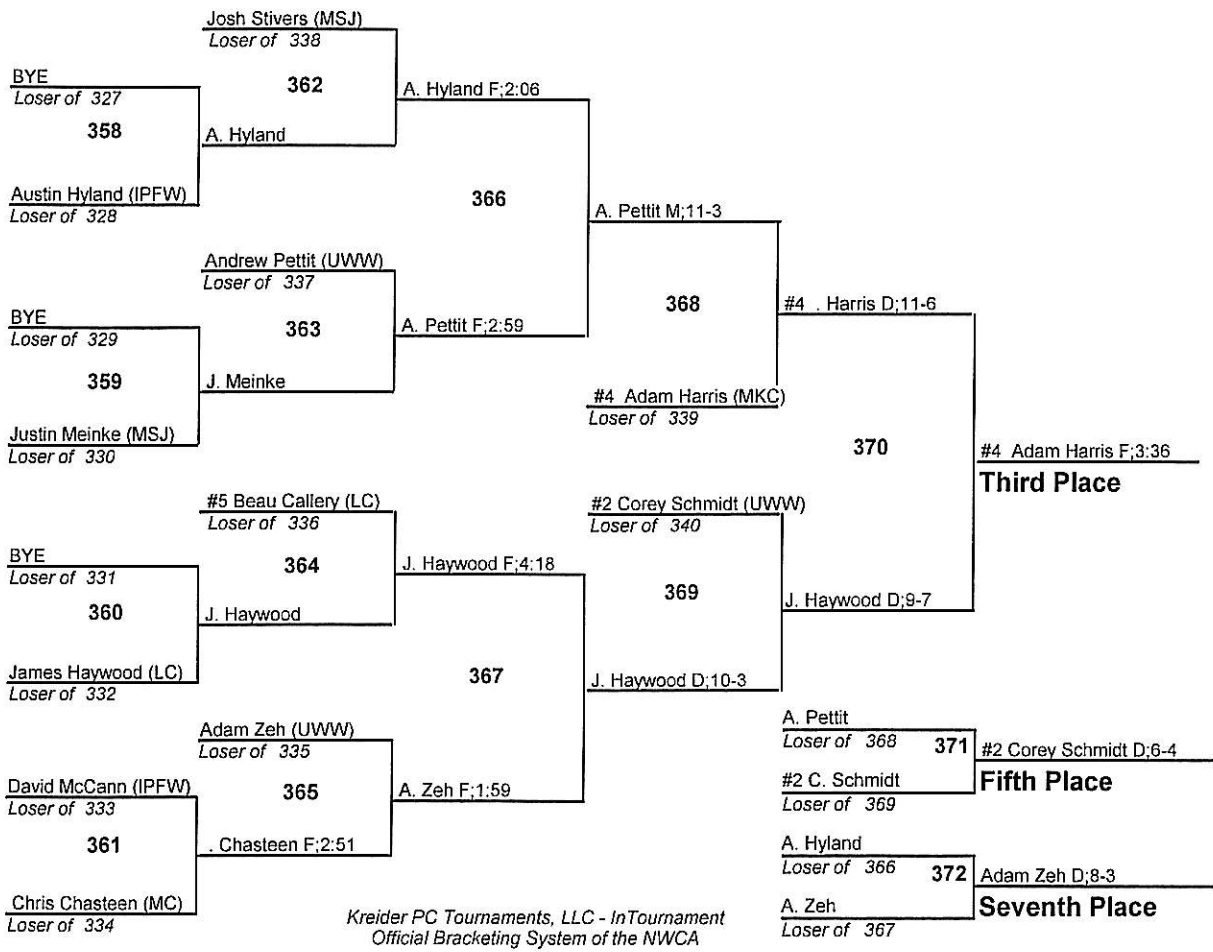 Josh Stivers (MSJ)
Loser of 338
BYE
Loser of 327
362
A. Hyland F;2:06
358
A. Hyland
Austin Hyland (IPFW)
Loser of 328
366
A. Pettit M;11-3
Andrew Pettit (UWW)
Loser of 337
BYE
Loser of 329
363
A. Pettit F;2:59
368
#4 . Harris D;11-6
359
J. Meinke
#4 Adam Harris (MKC)
Loser of 339
Justin Meinke (MSJ)
Loser of 330
370
#4 Adam Harris F;3:36
Third Place
#5 Beau Callery (LC)
Loser of 336
#2 Corey Schmidt (UWW)
Loser of 340
BYE
Loser of 331
364
J. Haywood F;4:18
369
360
J. Haywood
J. Haywood D;9-7
James Haywood (LC)
Loser of 332
367
J. Haywood D;10-3
Adam Zeh (UWW)
Loser of 335
A. Pettit
Loser of 368
371
#2 Corey Schmidt D;6-4
Fifth Place
#2 C. Schmidt
Loser of 369
David McCann (IPFW)
Loser of 333
365
A. Zeh F;1:59
361
. Chasteen F;2:51
A. Hyland
Loser of 366
372
Adam Zeh D;8-3
Seventh Place
A. Zeh
Loser of 367
Chris Chasteen (MC)
Loser of 334
Kreider PC Tournaments, LLC - InTournament
Official Bracketing System of the NWCA